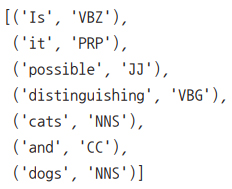 [('Is', 'VBZ'),
('it', 'PRP'),
('possible', 'JJ'),
('distinguishing', 'VBG'),
('cats', 'NNS'),
('and', 'CC'),
('dogs', 'NNS')]